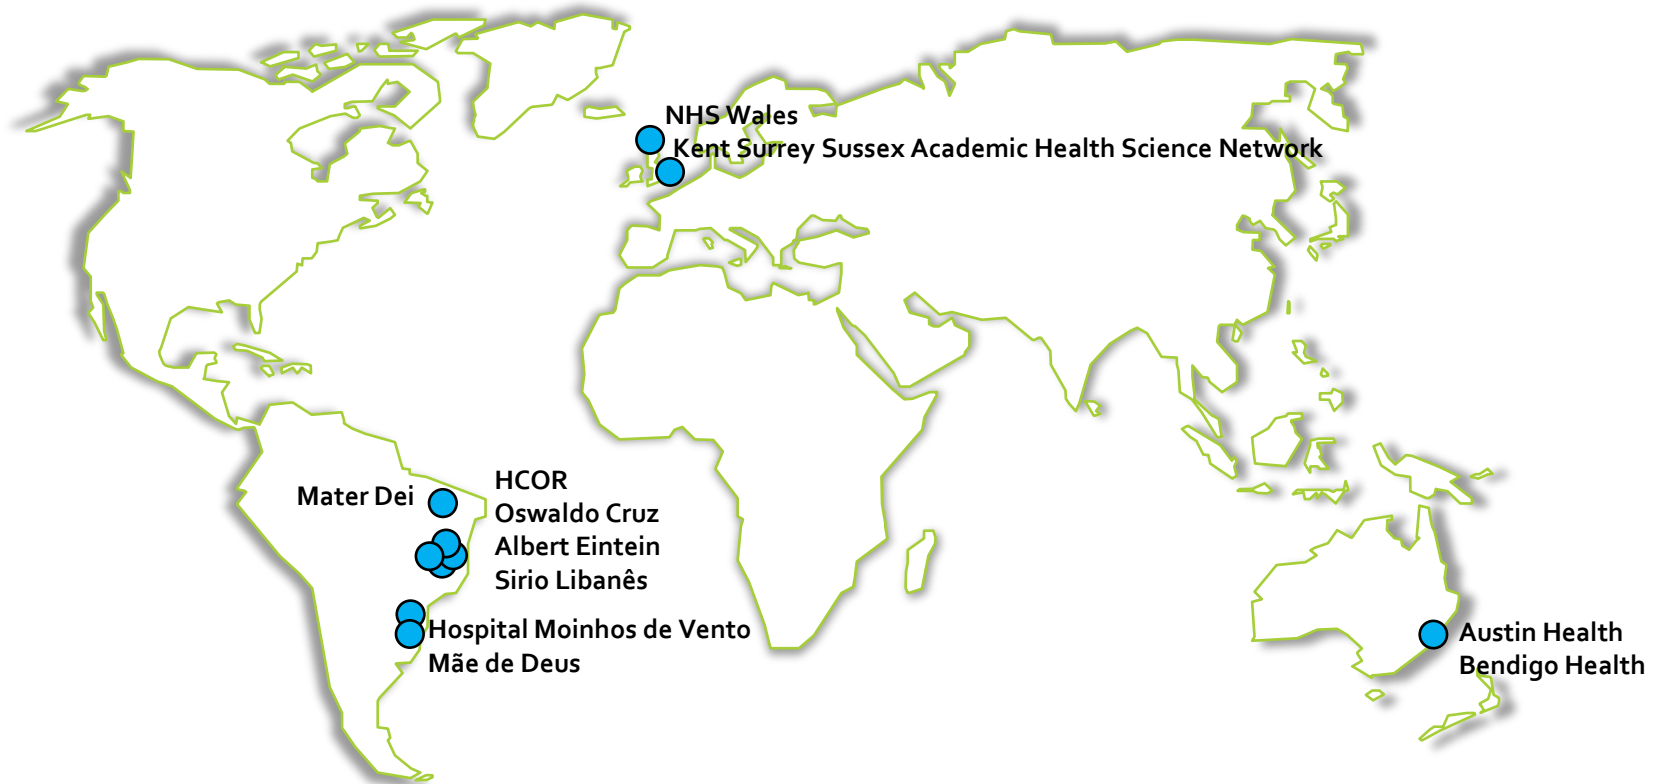 NHS Wales
Kent Surrey Sussex Academic Health Science Network
Mater Dei
HCOR
Oswaldo Cruz
Albert Eintein
Sirio Libanês
Hospital Moinhos de Vento
Mãe de Deus
Austin Health
Bendigo Health